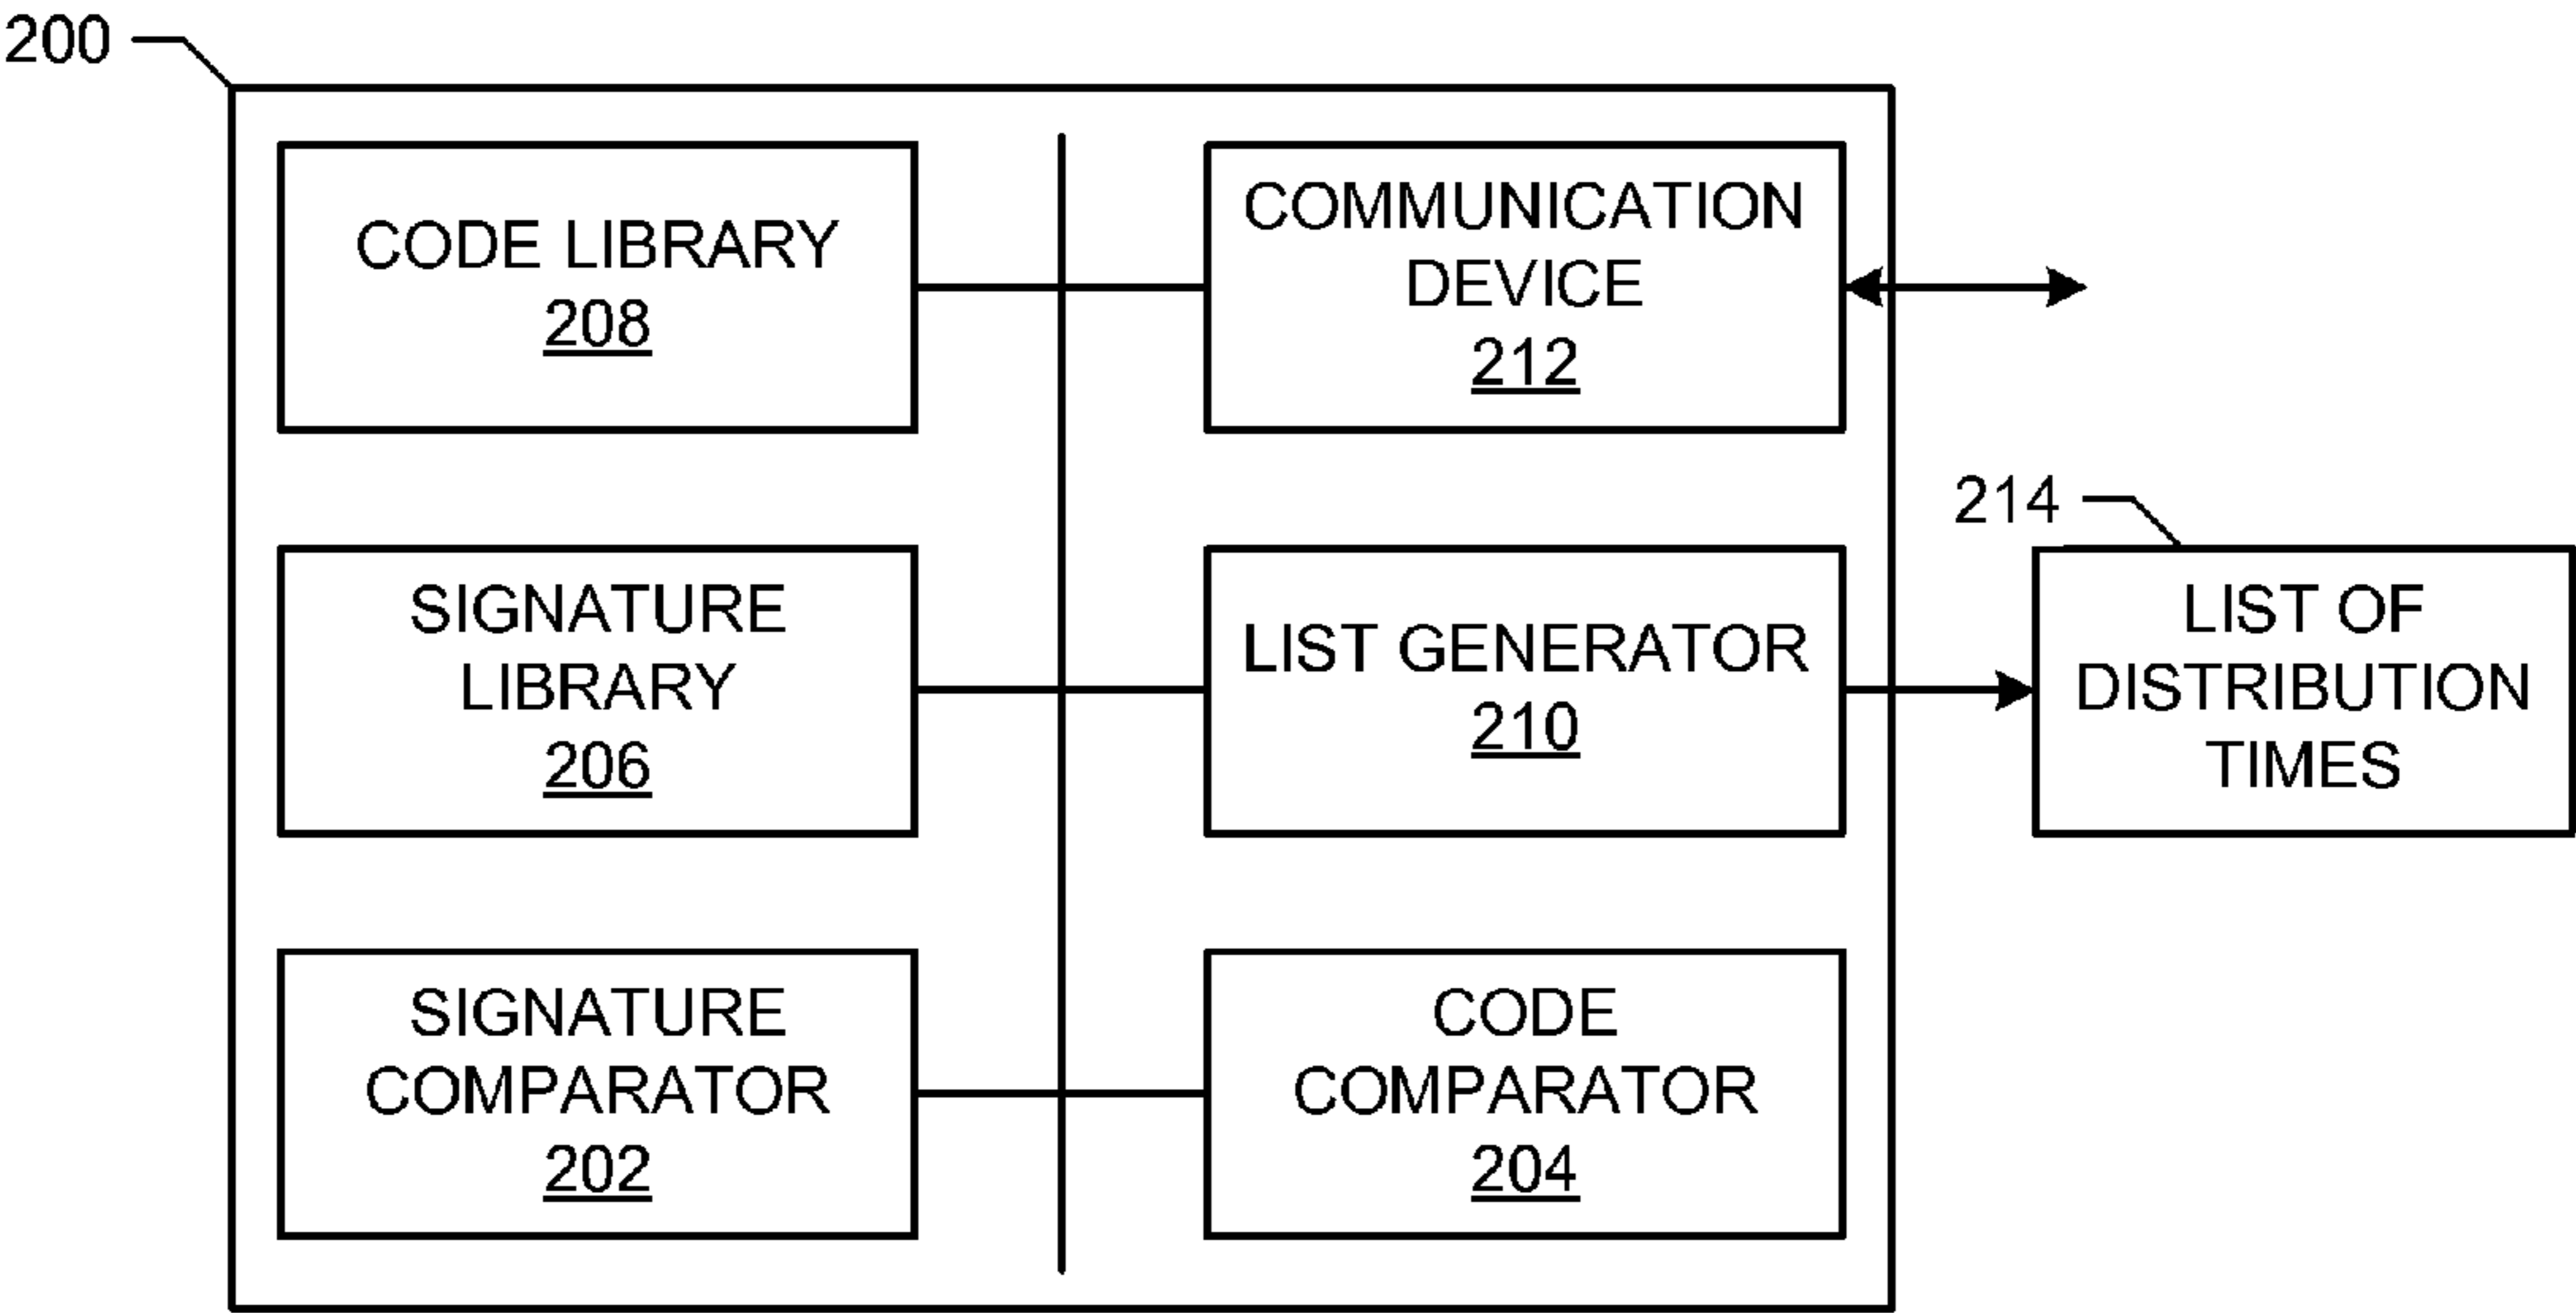 200
CODE LIBRARY
208
COMMUNICATION
DEVICE
212
214
SIGNATURE
LIBRARY
206
LIST GENERATOR
210
LIST OF
DISTRIBUTION
TIMES
SIGNATURE
COMPARATOR
202
CODE
COMPARATOR
204